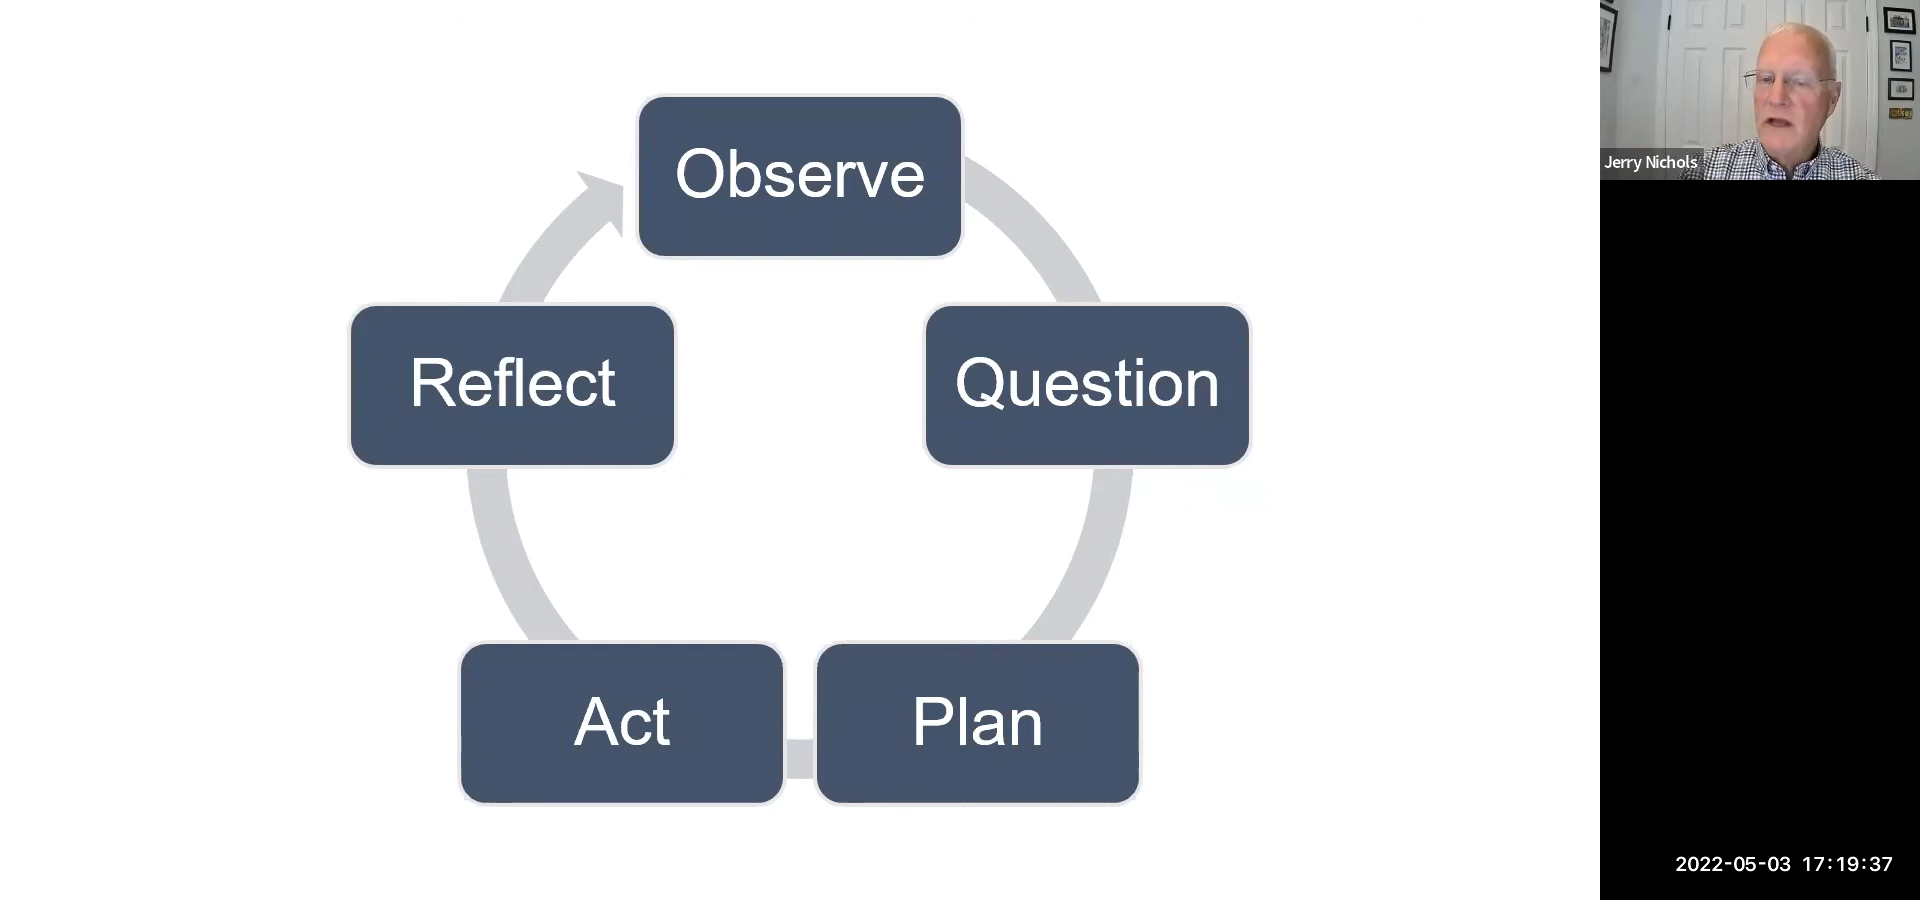 Observe
Question
Plan
Act
Reflect
Jerry Nichols
2022-05-03 17:19:37